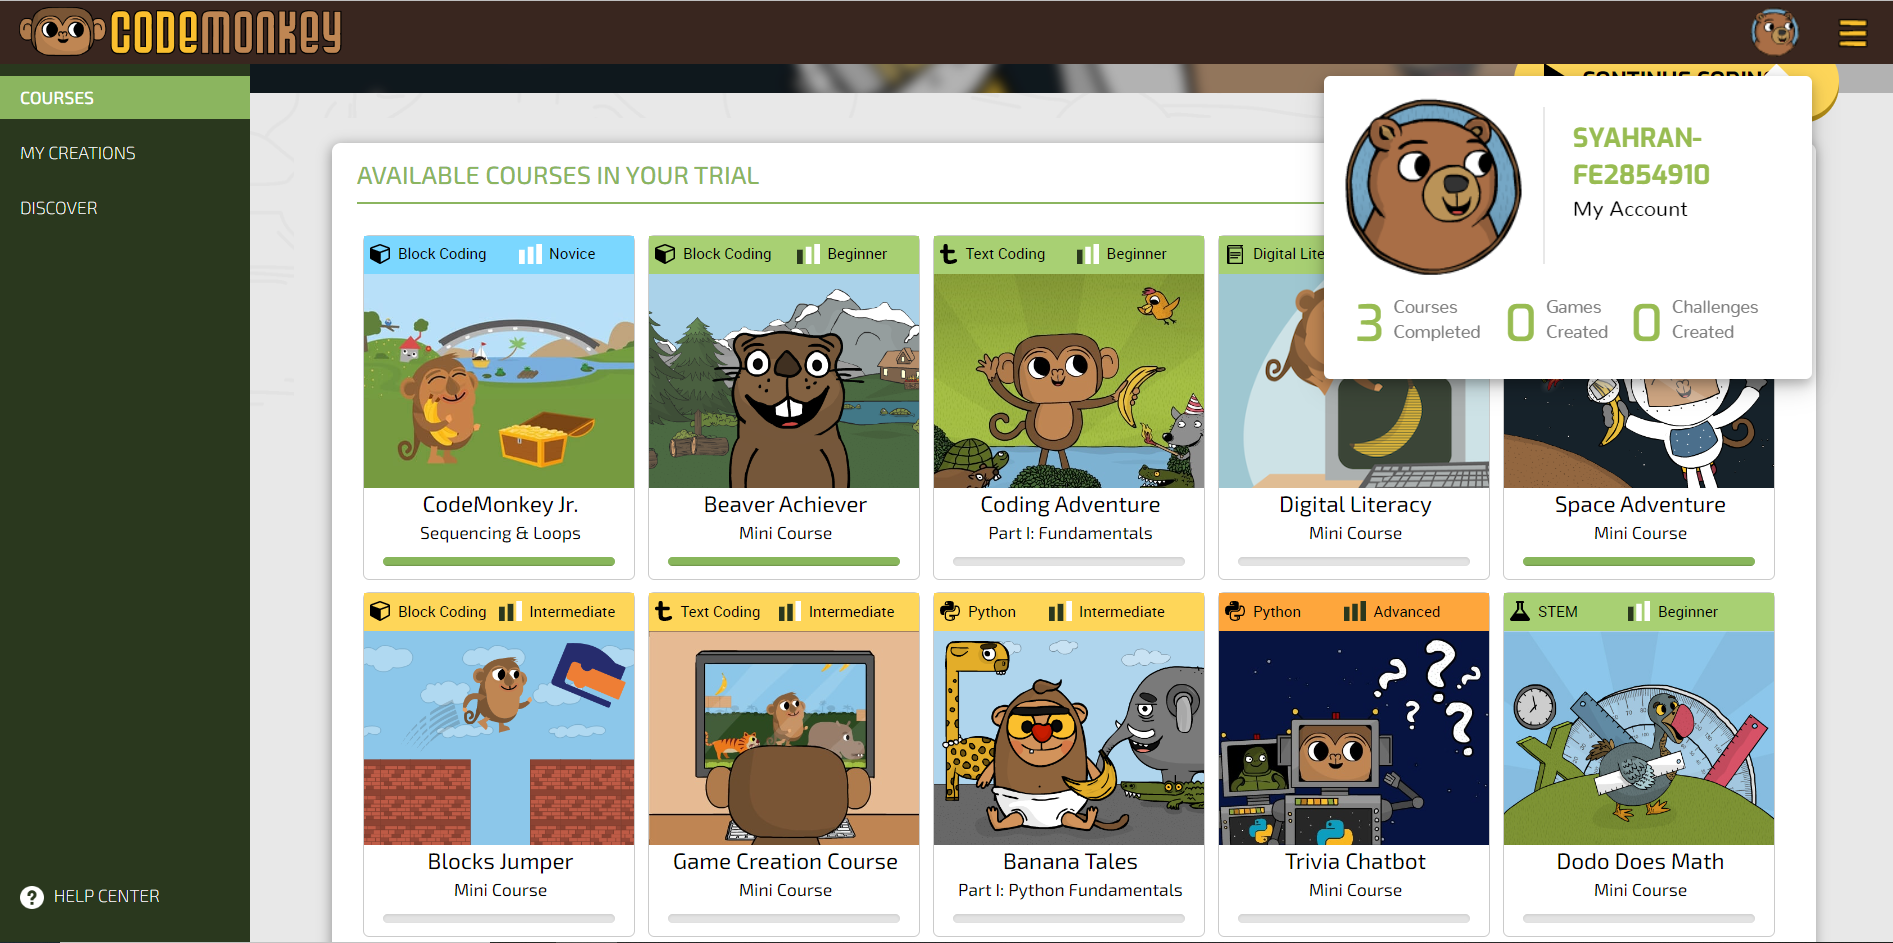 CODEMONKEY
COURSES
MY CREATIONS
DISCOVER
HELP CENTER
SYAHRAN-
FE2854910
My Account
3 Courses Completed
0 Games Created
0 Challenges Created
AVAILABLE COURSES IN YOUR TRIAL
Block Coding Novice
CodeMonkey Jr.
Sequencing & Loops
Block Coding Beginner
Beaver Achiever
Mini Course
Text Coding Beginner
Coding Adventure
Part I: Fundamentals
Digital Lite
Digital Literacy
Mini Course
Space Adventure
Mini Course
Block Coding Intermediate
Blocks Jumper
Mini Course
Text Coding Intermediate
Game Creation Course
Mini Course
Python Intermediate
Banana Tales
Part I: Python Fundamentals
Python Advanced
Trivia Chatbot
Mini Course
STEM Beginner
Dodo Does Math
Mini Course